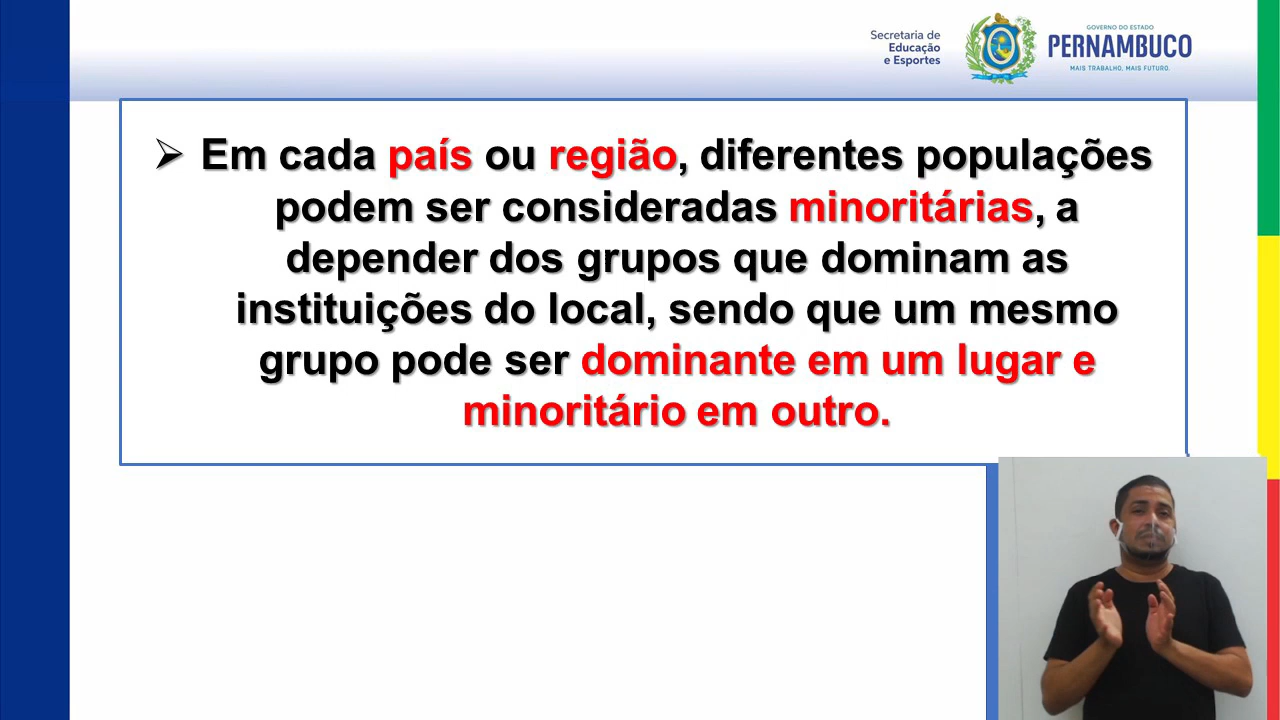 Secretaria de
Educação
e Esportes
GOVERNO DO ESTADO
PERNAMBUCO
MAIS TRABALHO, MAIS FUTURO.
➢ Em cada país ou região, diferentes populações
podem ser consideradas minoritárias, a
depender dos grupos que dominam as
instituições do local, sendo que um mesmo
grupo pode ser dominante em um lugar e
minoritário em outro.